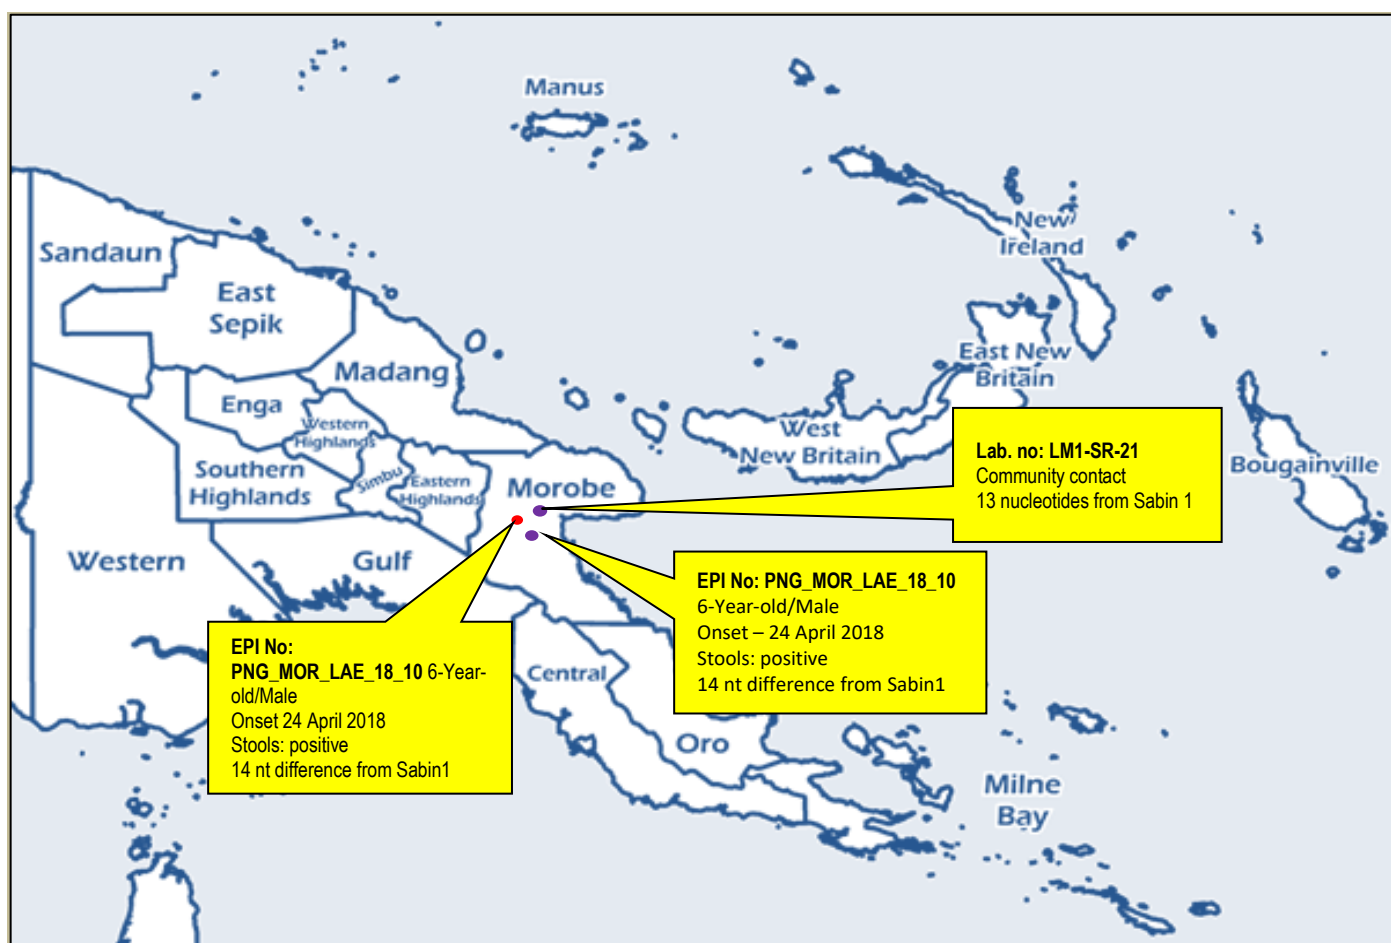 Manus
New
Ireland
Sandaun
East
Sepik
East New
Britain
Madang
Enga
Western
Highlands
West
New Britain
Southern
Highlands
Simbu
Eastern
Highlands
Morobe
Bougainville
Lab. no: LM1-SR-21
Community contact
13 nucleotides from Sabin 1
Western
Gulf
EPI No: PNG_MOR_LAE_18_10
6-Year-old/Male
Onset – 24 April 2018
Stools: positive
14 nt difference from Sabin1
EPI No:
PNG_MOR_LAE_18_10 6-Year-
old/Male
Onset 24 April 2018
Stools: positive
14 nt difference from Sabin1
Central
Oro
Milne
Bay